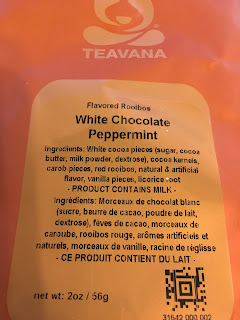 TEAVANA
Flavored Rooibos
White Chocolate
Peppermint
Ingredients: White cocoa pieces (sugar, cocoa
butter, milk powder, dextrose), cocoa kernels,
carob pieces, red rooibos, natural & artificial
flavor, vanilla pieces, licorice root
- PRODUCT CONTAINS MILK -
Ingrédients: Morceaux de chocolat blanc
(sucre, beurre de cacao, poudre de lait,
dextrose), fèves de cacao, morceaux de
caroube, rooibos rouge, arômes artificiels et
naturels, morceaux de vanille, racine de réglisse
- CE PRODUIT CONTIENT DU LAIT -
net wt: 2oz / 56g
31642 000 002